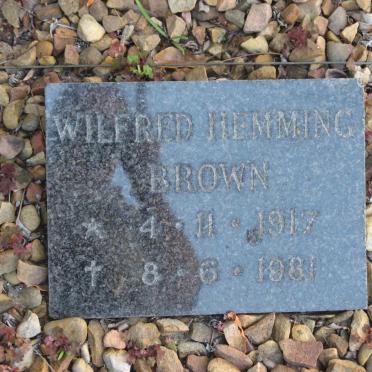 WILFRED HEMMING
BROWN
★ 4 · 11 · 1917
✝ 8 · 6 · 1981